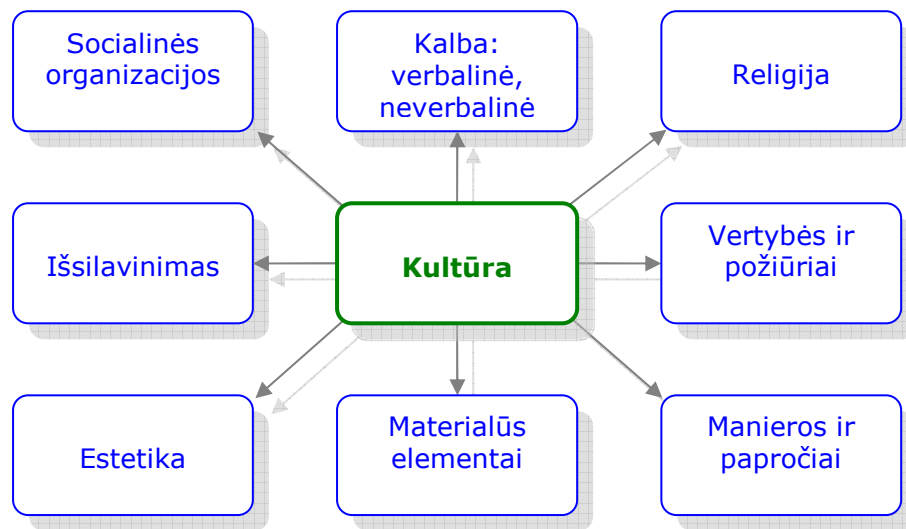 Socialinės
organizacijos
Kalba:
verbalinė,
neverbalinė
Religija
Išsilavinimas
Kultūra
Vertybės ir
požiūriai
Estetika
Materialūs
elementai
Manieros ir
papročiai